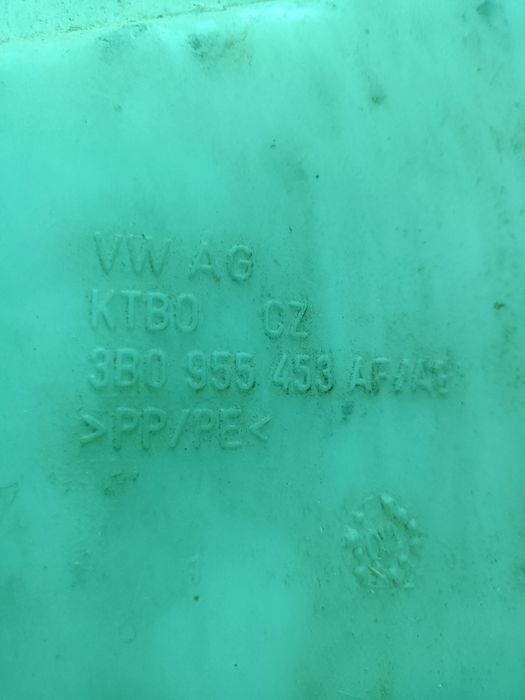 VW AG
KTBO CZ
3B0 955 453 AF/AG
>PP/PE<